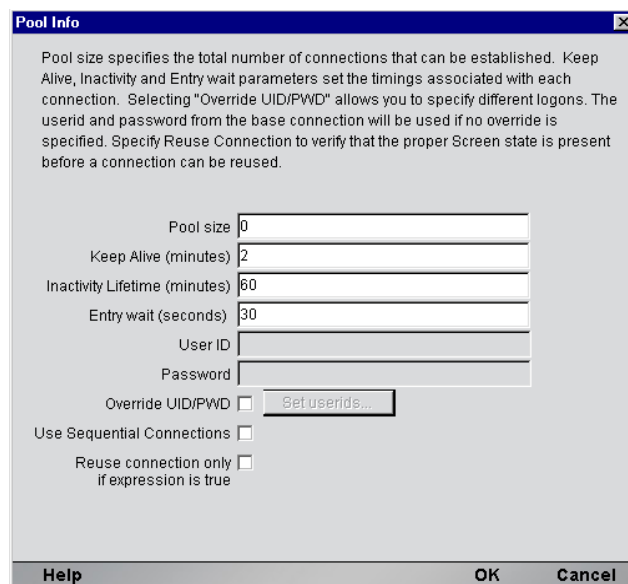 Pool Info
Pool size specifies the total number of connections that can be established.  Keep
Alive, Inactivity and Entry wait parameters set the timings associated with each
connection.  Selecting "Override UID/PWD" allows you to specify different logons. The
userid and password from the base connection will be used if no override is
specified. Specify Reuse Connection to verify that the proper Screen state is present
before a connection can be reused.
Pool size 0
Keep Alive (minutes) 2
Inactivity Lifetime (minutes) 60
Entry wait (seconds) 30
User ID
Password
Override UID/PWD Set userids...
Use Sequential Connections
Reuse connection only
if expression is true
Help OK Cancel